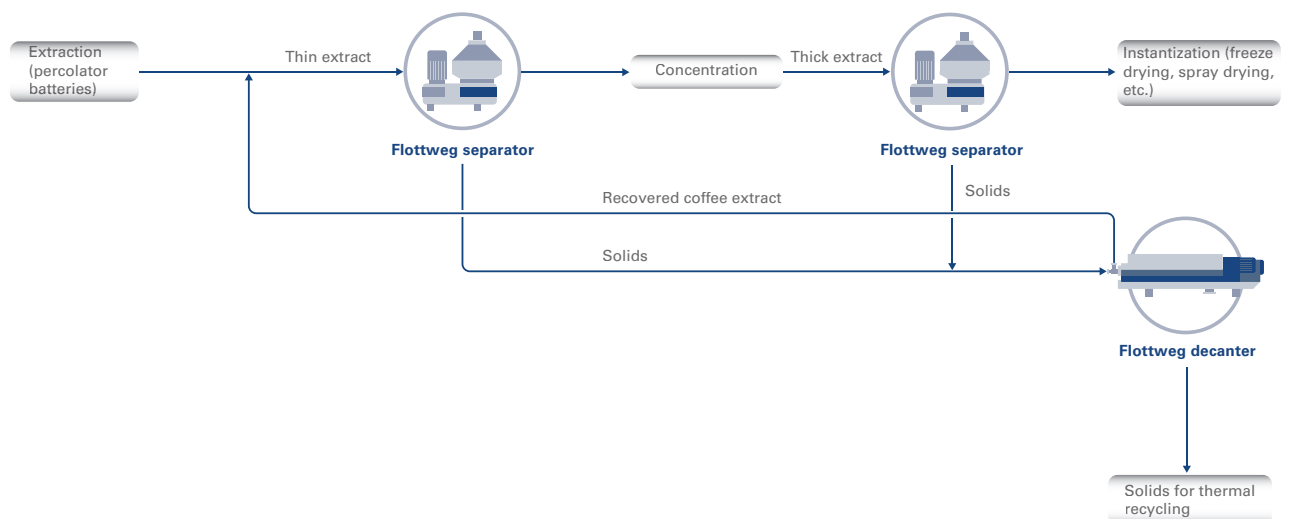 Extraction
(percolator
batteries)
Thin extract
Concentration
Thick extract
Instantization (freeze
drying, spray drying,
etc.)
Flottweg separator
Flottweg separator
Solids
Recovered coffee extract
Solids
Flottweg decanter
Solids for thermal
recycling